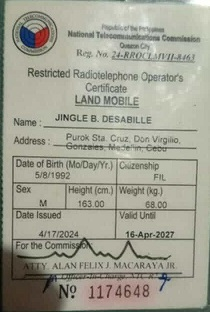 Republic of the Philippines
National Telecommunications Commission
Quezon City
Reg. No. 24-RROCLMVII-8463
Restricted Radiotelephone Operator's
Certificate
LAND MOBILE
Name : JINGLE B. DESABILLE
Address : Purok Sta. Cruz, Don Virgilio,
Gonzales, Medellin, Cebu
Date of Birth (Mo/Day/Yr.) Citizenship
5/8/1992 FIL
Sex Height (cm.) Weight (kg.)
M 163.00 68.00
Date Issued Valid Until
4/17/2024 16-Apr-2027
For the Commission
ATTY. ALAN FELIX J. MACARAYA JR.
Nº 1174648